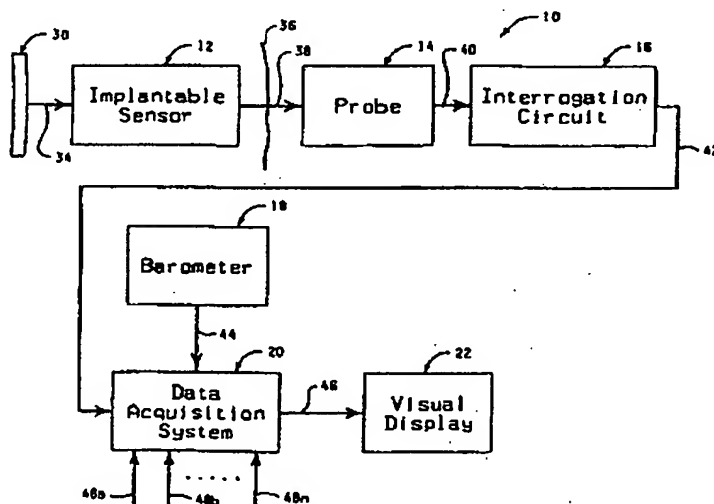 30
12
36
38
14
40
10
16
Implantable
Sensor
Probe
Interrogation
Circuit
34
42
18
Barometer
44
20
46
22
Data
Acquisition
System
Visual
Display
48a
48b
.....
48n